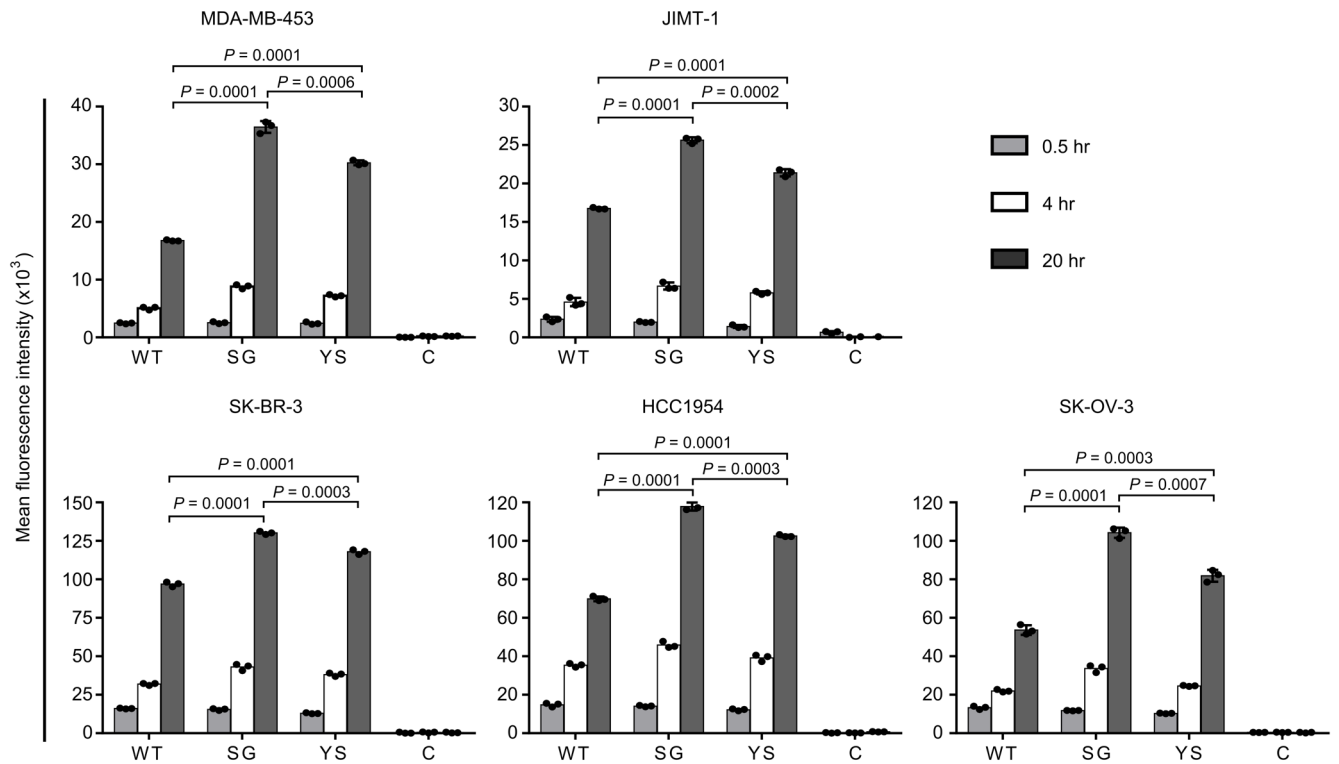 MDA-MB-453
P = 0.0001
P = 0.0001
P = 0.0006
40
30
20
10
0
WT SG YS C
JIMT-1
P = 0.0001
P = 0.0001
P = 0.0002
30
25
20
15
10
5
0
WT SG YS C
0.5 hr
4 hr
20 hr
Mean fluorescence intensity (x10³)
SK-BR-3
P = 0.0001
P = 0.0001
P = 0.0003
150
125
100
75
50
25
0
WT SG YS C
HCC1954
P = 0.0001
P = 0.0001
P = 0.0003
120
100
80
60
40
20
0
WT SG YS C
SK-OV-3
P = 0.0003
P = 0.0001
P = 0.0007
120
100
80
60
40
20
0
WT SG YS C